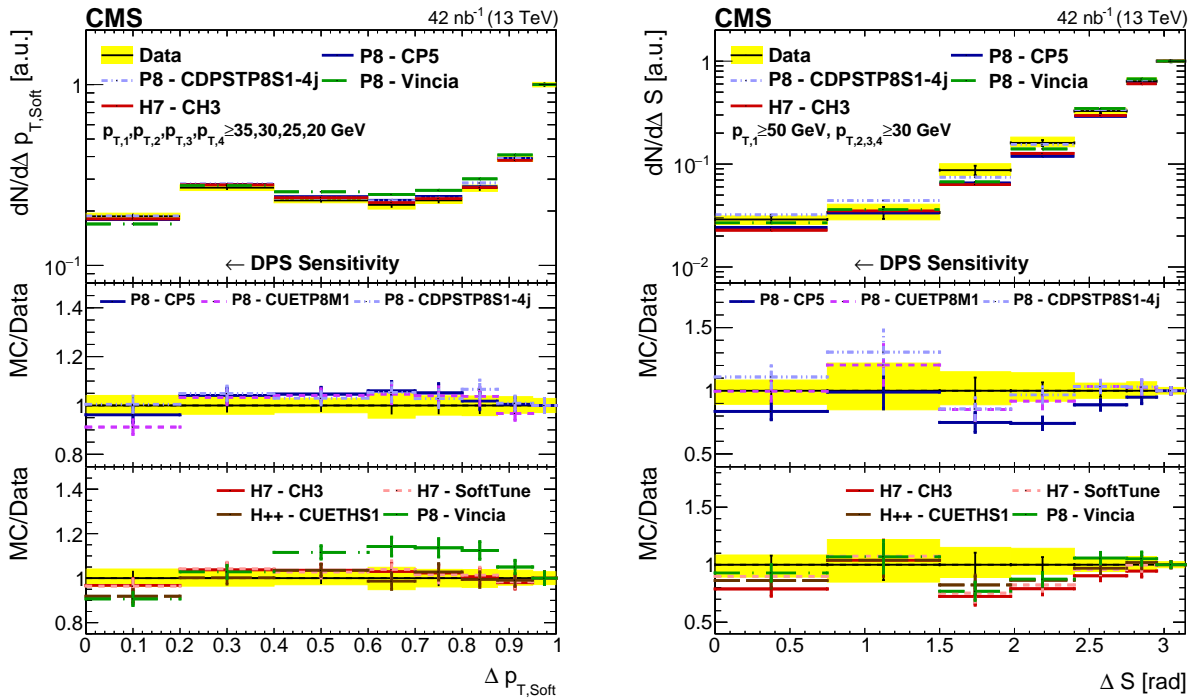 CMS
42 nb⁻¹ (13 TeV)
dN/dΔ p_T,Soft [a.u.]
1
10⁻¹
Data
P8 - CP5
P8 - CDPSTP8S1-4j
P8 - Vincia
H7 - CH3
p_T,1,p_T,2,p_T,3,p_T,4≥35,30,25,20 GeV
← DPS Sensitivity
MC/Data
1.4
1.2
1.0
0.8
P8 - CP5
P8 - CUETP8M1
P8 - CDPSTP8S1-4j
MC/Data
1.4
1.2
1.0
0.8
H7 - CH3
H7 - SoftTune
H++ - CUETHS1
P8 - Vincia
0 0.1 0.2 0.3 0.4 0.5 0.6 0.7 0.8 0.9 1
Δ p_T,Soft
CMS
42 nb⁻¹ (13 TeV)
dN/dΔ S [a.u.]
1
10⁻¹
10⁻²
Data
P8 - CP5
P8 - CDPSTP8S1-4j
P8 - Vincia
H7 - CH3
p_T,1≥50 GeV, p_T,2,3,4≥30 GeV
← DPS Sensitivity
MC/Data
1.5
1.0
0.5
P8 - CP5
P8 - CUETP8M1
P8 - CDPSTP8S1-4j
MC/Data
1.5
1.0
0.5
H7 - CH3
H7 - SoftTune
H++ - CUETHS1
P8 - Vincia
0 0.5 1 1.5 2 2.5 3
Δ S [rad]